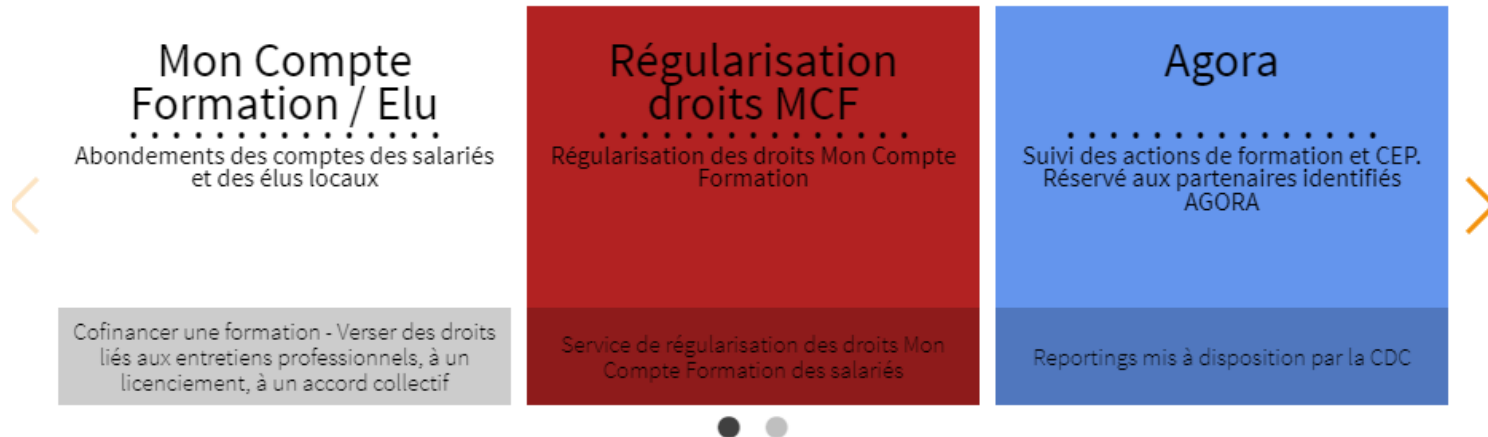 Mon Compte
Formation / Elu
Abondements des comptes des salariés
et des élus locaux
Cofinancer une formation - Verser des droits
liés aux entretiens professionnels, à un
licenciement, à un accord collectif
Régularisation
droits MCF
Régularisation des droits Mon Compte
Formation
Service de régularisation des droits Mon
Compte Formation des salariés
Agora
Suivi des actions de formation et CEP.
Réservé aux partenaires identifiés
AGORA
Reportings mis à disposition par la CDC